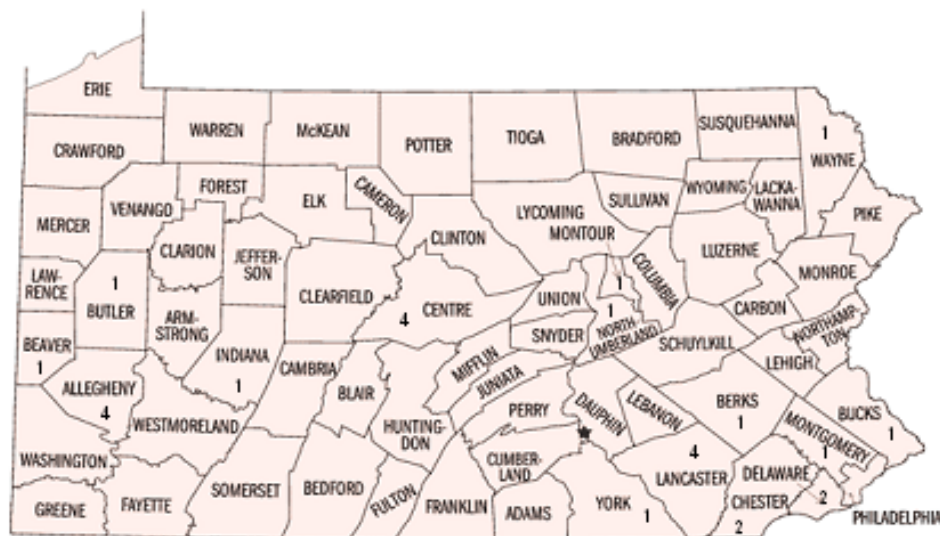 ERIE
CRAWFORD
WARREN
McKEAN
POTTER
TIOGA
BRADFORD
SUSQUEHANNA
1
WAYNE
MERCER
VENANGO
FOREST
ELK
CAMERON
CLINTON
LYCOMING
SULLIVAN
WYOMING
LACKA-
WANNA
PIKE
LAW-
RENCE
1
BUTLER
CLARION
JEFFER-
SON
CLEARFIELD
4
CENTRE
MONTOUR
1
COLUMBIA
LUZERNE
MONROE
BEAVER
1
ARM-
STRONG
INDIANA
1
UNION
SNYDER
1
NORTH-
UMBERLAND
SCHUYLKILL
CARBON
NORTHAMP-
TON
LEHIGH
ALLEGHENY
4
WESTMORELAND
CAMBRIA
BLAIR
HUNTING-
DON
MIFFLIN
JUNIATA
PERRY
DAUPHIN
LEBANON
BERKS
1
MONTGOMERY
1
BUCKS
1
WASHINGTON
GREENE
FAYETTE
SOMERSET
BEDFORD
FULTON
FRANKLIN
CUMBER-
LAND
ADAMS
YORK
1
4
LANCASTER
DELAWARE
2
CHESTER
2
PHILADELPHIA